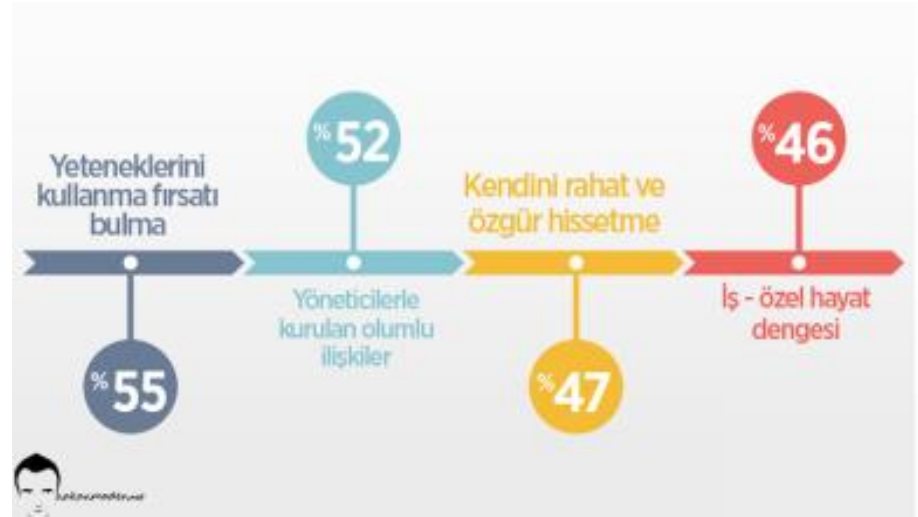 Yeteneklerini
kullanma fırsatı
bulma
%55
%52
Yöneticilerle
kurulan olumlu
ilişkiler
Kendini rahat ve
özgür hissetme
%47
%46
İş - özel hayat
dengesi